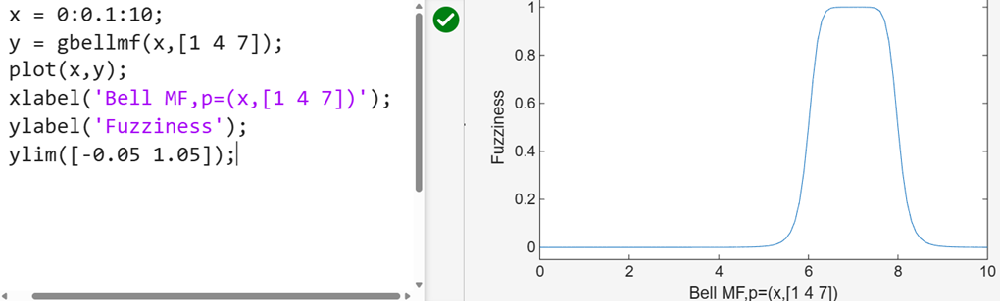 x = 0:0.1:10;
y = gbellmf(x,[1 4 7]);
plot(x,y);
xlabel('Bell MF,p=(x,[1 4 7])');
ylabel('Fuzziness');
ylim([-0.05 1.05]);
1
0.8
0.6
0.4
0.2
0
Fuzziness
0 2 4 6 8 10
Bell MF,p=(x,[1 4 7])